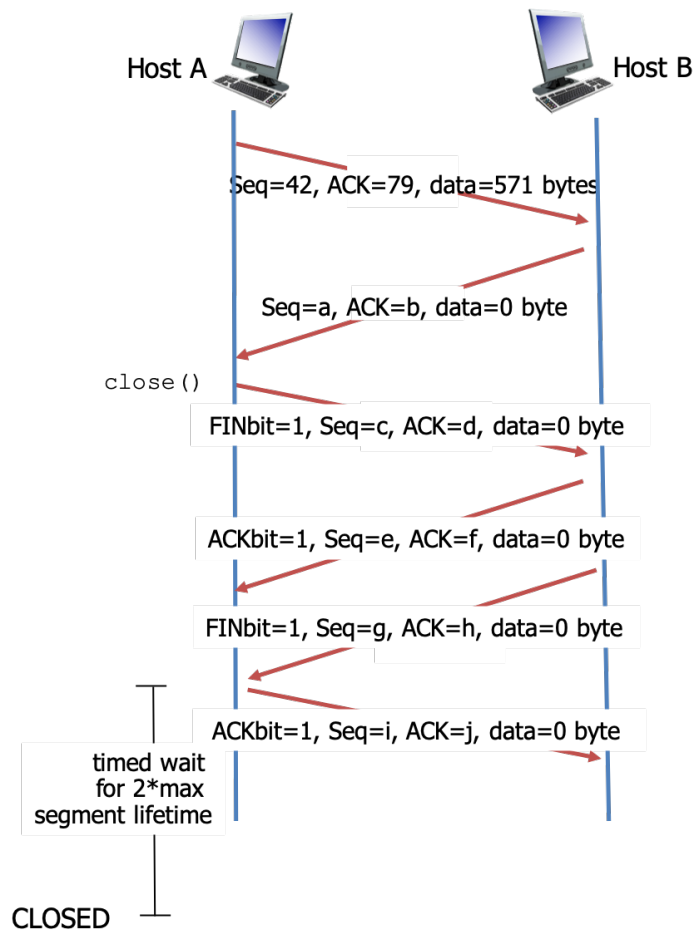 Host A
Host B
Seq=42, ACK=79, data=571 bytes
Seq=a, ACK=b, data=0 byte
close()
FINbit=1, Seq=c, ACK=d, data=0 byte
ACKbit=1, Seq=e, ACK=f, data=0 byte
FINbit=1, Seq=g, ACK=h, data=0 byte
ACKbit=1, Seq=i, ACK=j, data=0 byte
timed wait
for 2*max
segment lifetime
CLOSED